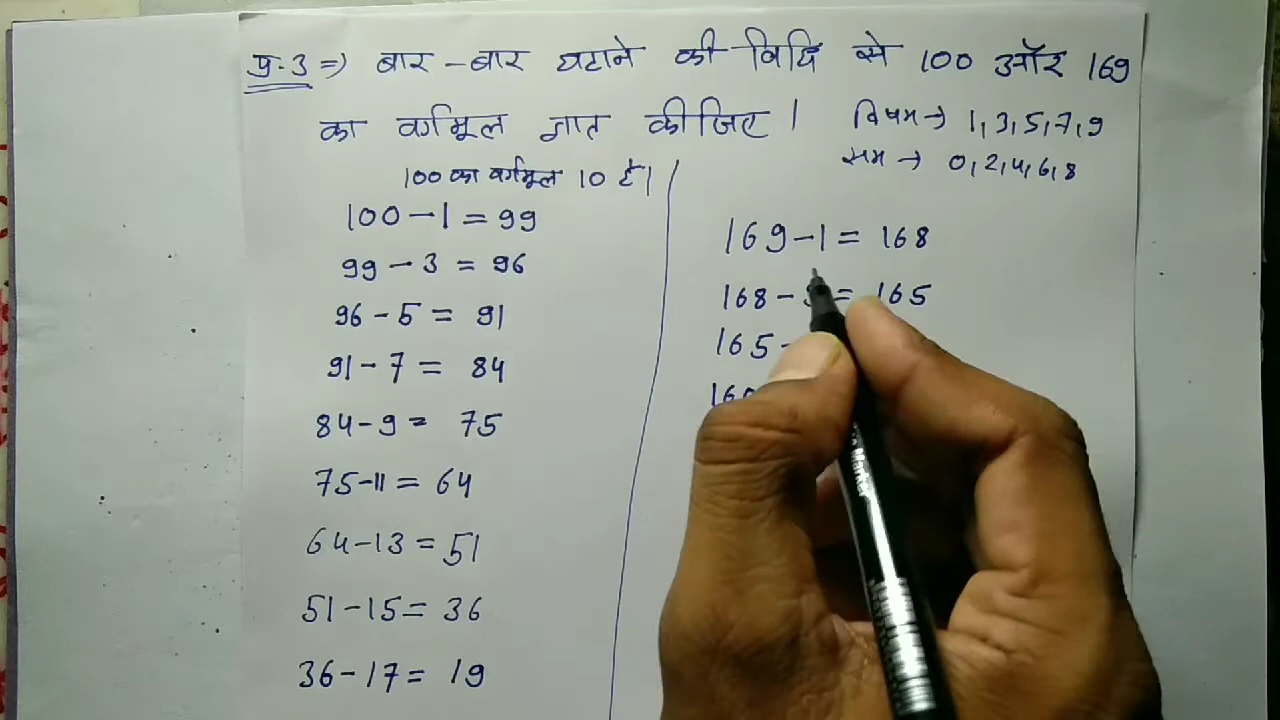 प्र.3 ⇒ बार-बार घटाने की विधि से 100 और 169
का वर्गमूल ज्ञात कीजिए।
विषम → 1,3,5,7,9
सम → 0,2,4,6,8
100 का वर्गमूल 10 है।
100 - 1 = 99
99 - 3 = 96
96 - 5 = 91
91 - 7 = 84
84 - 9 = 75
75 - 11 = 64
64 - 13 = 51
51 - 15 = 36
36 - 17 = 19
169 - 1 = 168
168 - = 165
165 -
160
Marker